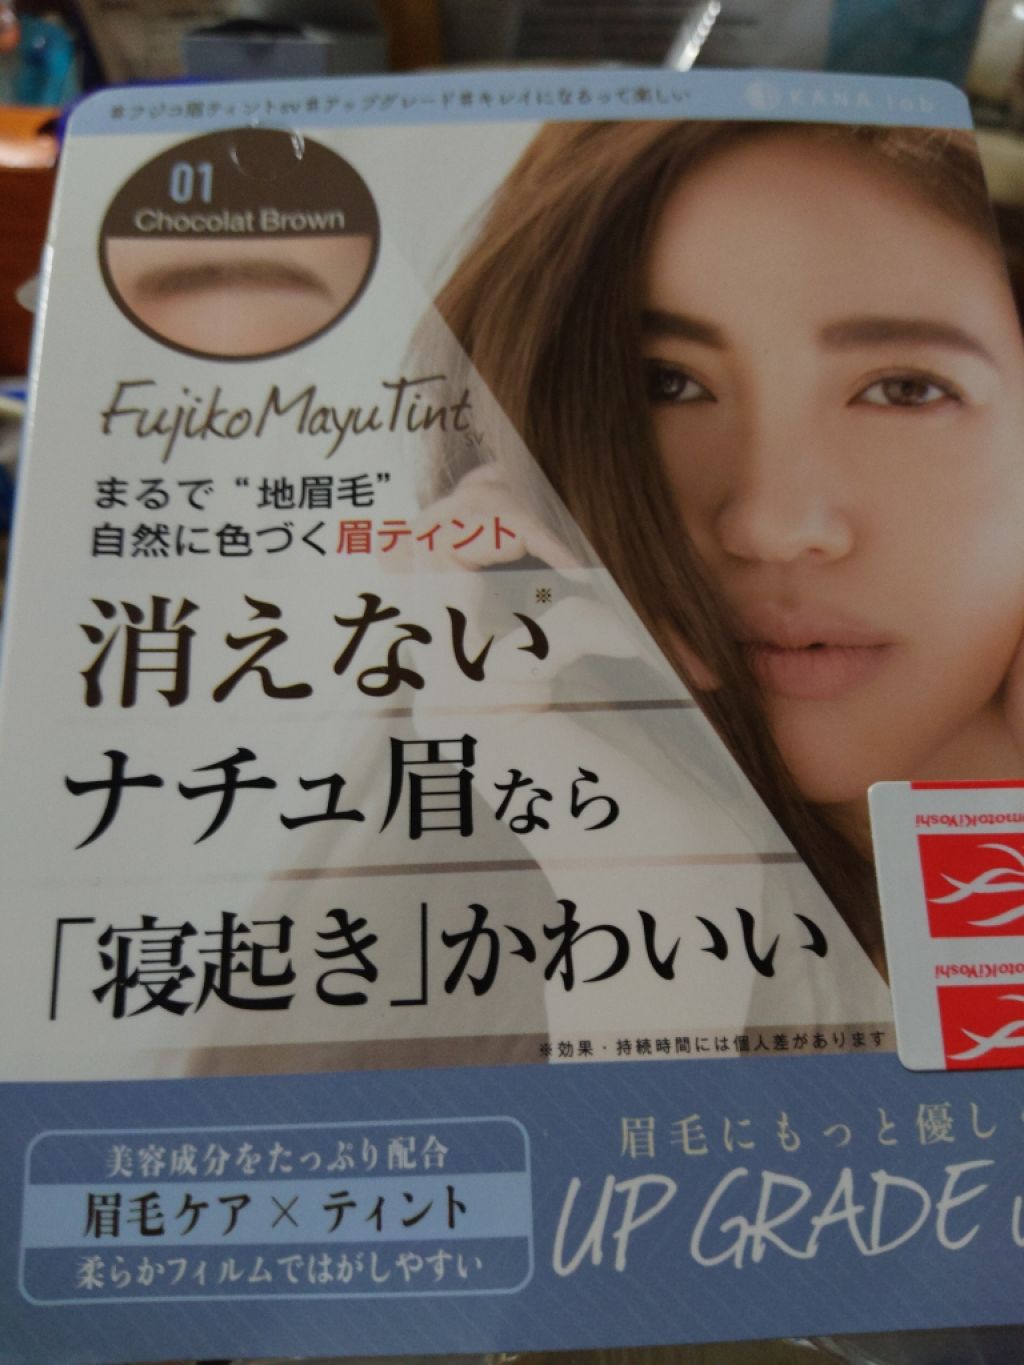 #フジコ眉ティントSV#アップグレード#キレイになるって楽しい
KANA lab.
01
Chocolat Brown
FujikoMayuTint
SV
まるで“地眉毛”
自然に色づく眉ティント
消えない※
ナチュ眉なら
「寝起き」かわいい
※効果・持続時間には個人差があります
美容成分をたっぷり配合
眉毛ケア×ティント
柔らかフィルムではがしやすい
眉毛にもっと優し
UP GRADE
motoKiYoshi
motoKiYoshi